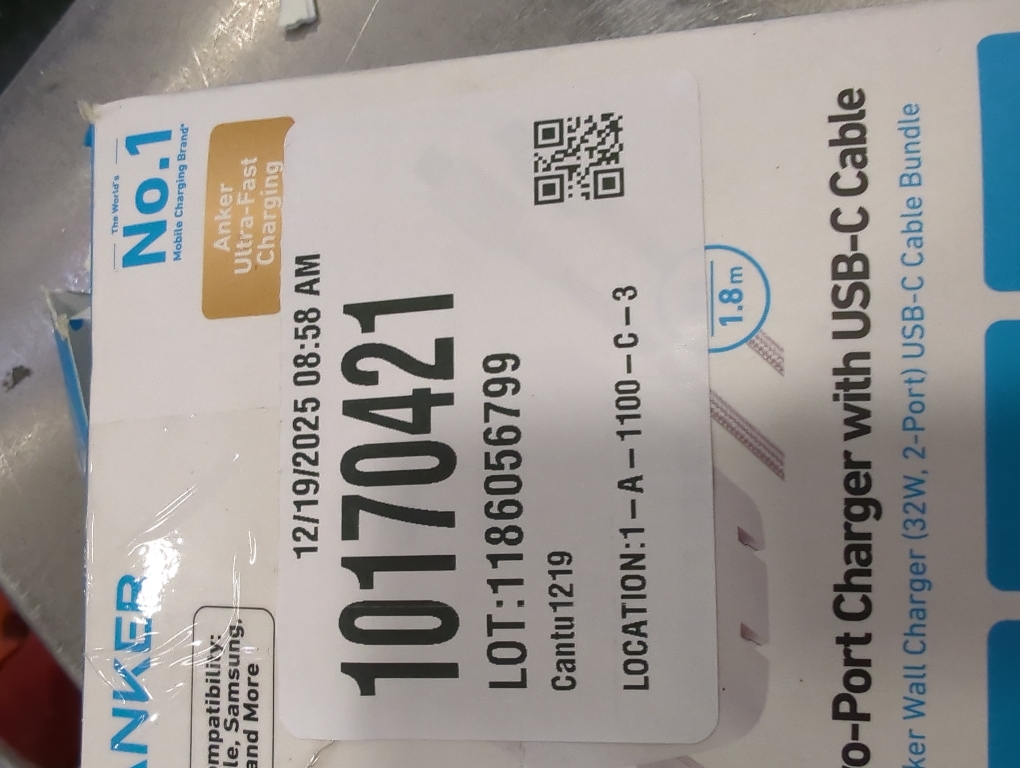 The World's
No.1
Mobile Charging Brand*
Anker
Ultra-Fast
Charging
ANKER
and More
12/19/2025 08:58 AM
10170421
LOT:1186056799
Cantu1219
LOCATION:1-A-1100-C-3
1.8m
o-Port Charger with USB-C Cable
ker Wall Charger (32W, 2-Port) USB-C Cable Bundle
ompatibility:
le, Samsung,